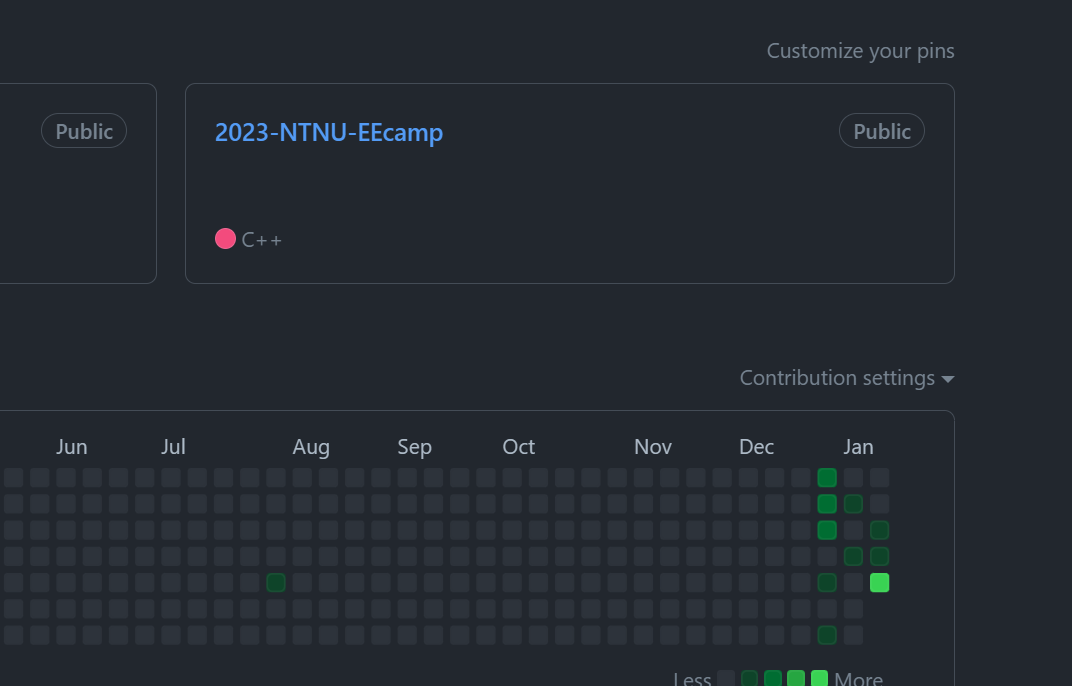 Customize your pins
Public
2023-NTNU-EEcamp
Public
C++
Contribution settings
Jun Jul Aug Sep Oct Nov Dec Jan
Less More